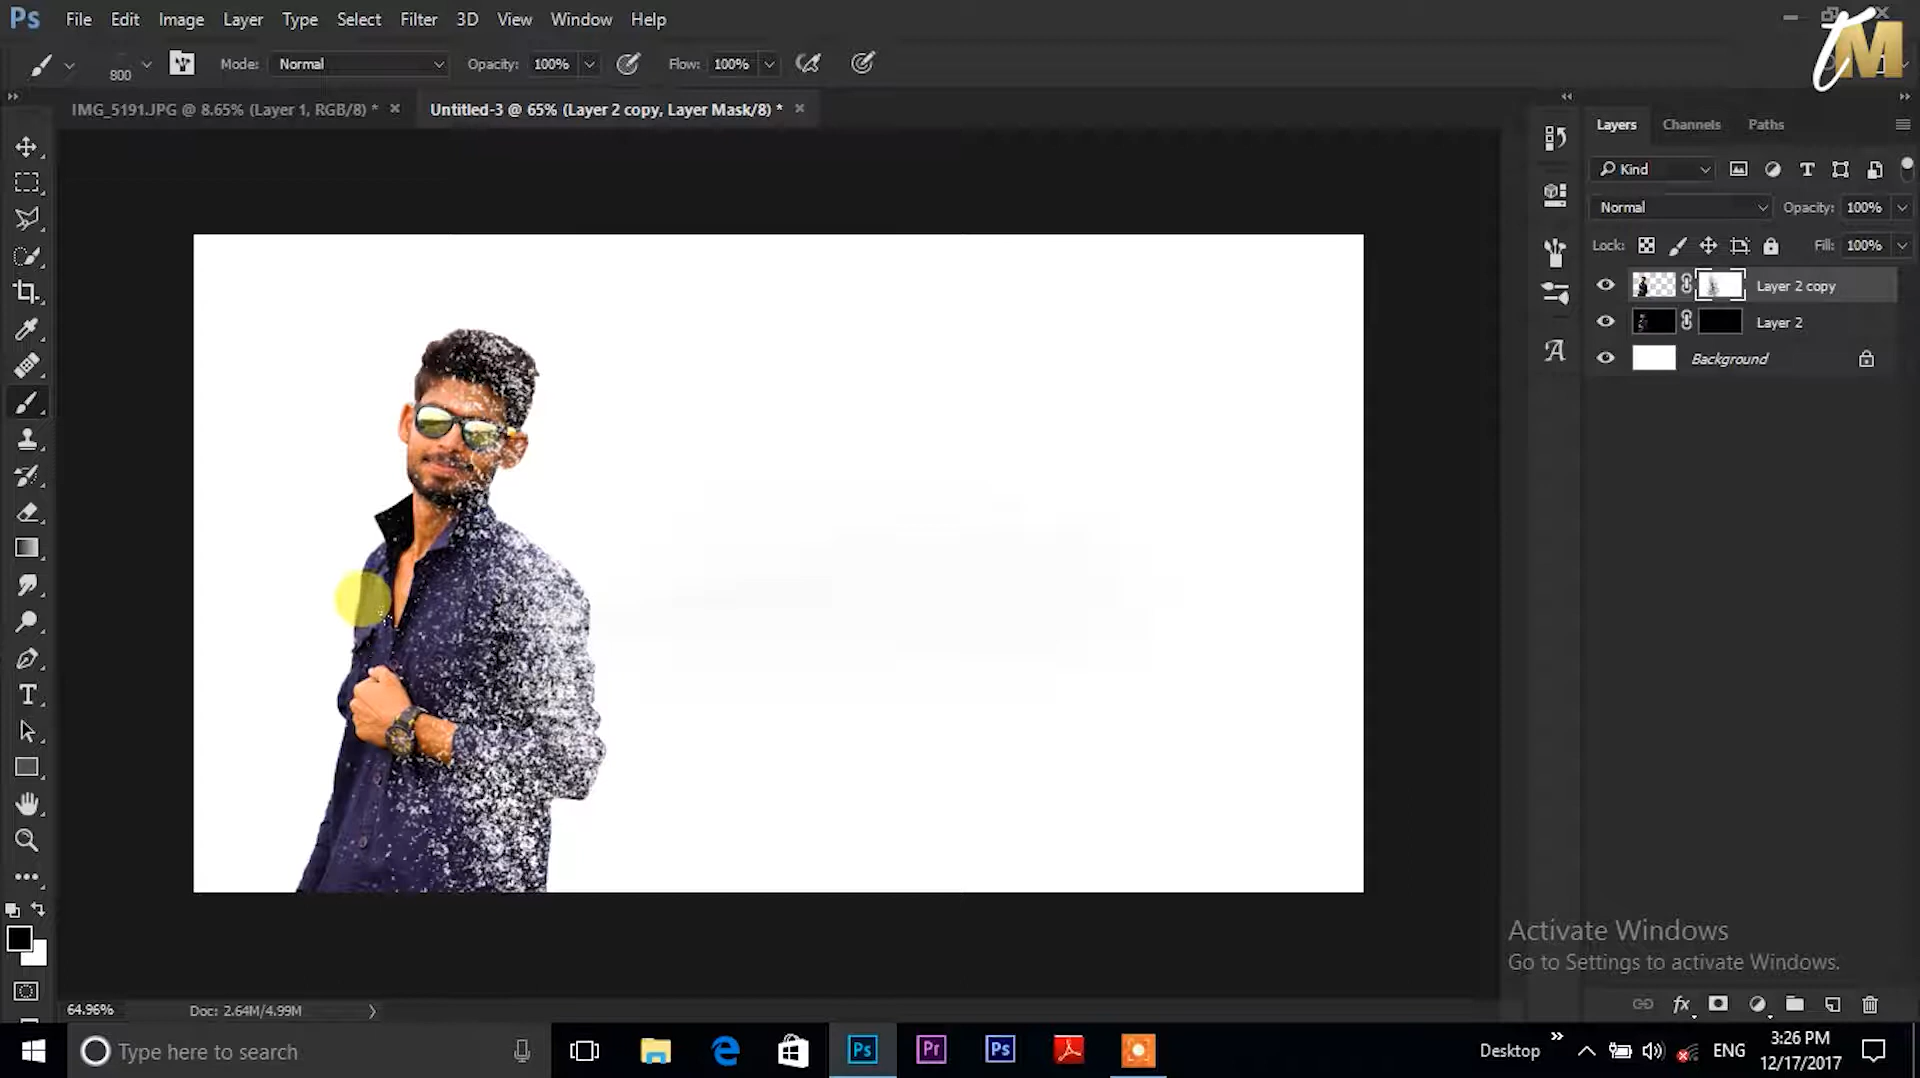 Ps File Edit Image Layer Type Select Filter 3D View Window Help
800 Mode: Normal Opacity: 100% Flow: 100%
tM
IMG_5191.JPG @ 8.65% (Layer 1, RGB/8) * × Untitled-3 @ 65% (Layer 2 copy, Layer Mask/8) * ×
Layers Channels Paths
Kind
Normal Opacity: 100%
Lock: Fill: 100%
Layer 2 copy
Layer 2
Background
Activate Windows
Go to Settings to activate Windows.
64.96% Doc: 2.64M/4.99M
Type here to search
Ps Pr Ps
Desktop ENG 3:26 PM
12/17/2017